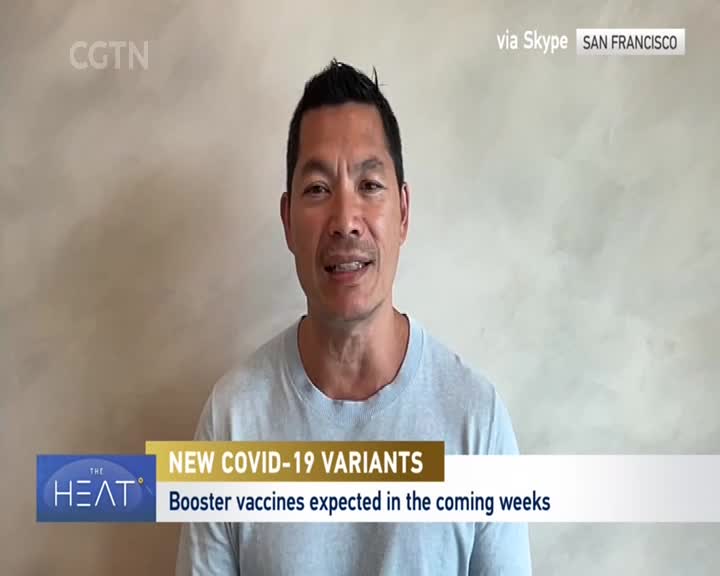 CGTN
via Skype
SAN FRANCISCO
NEW COVID-19 VARIANTS
THE
HEAT
Booster vaccines expected in the coming weeks